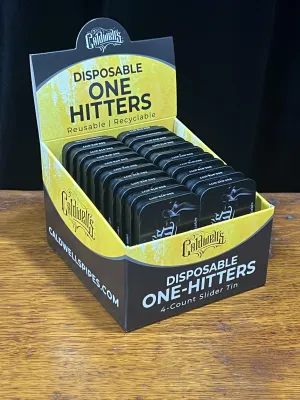 Caldwell's
DISPOSABLE
ONE
HITTERS
Reusable | Recyclable
Caldwell's
CALDWELLSPIPES.COM
Caldwell's
DISPOSABLE
ONE-HITTERS
4-Count Slider Tin